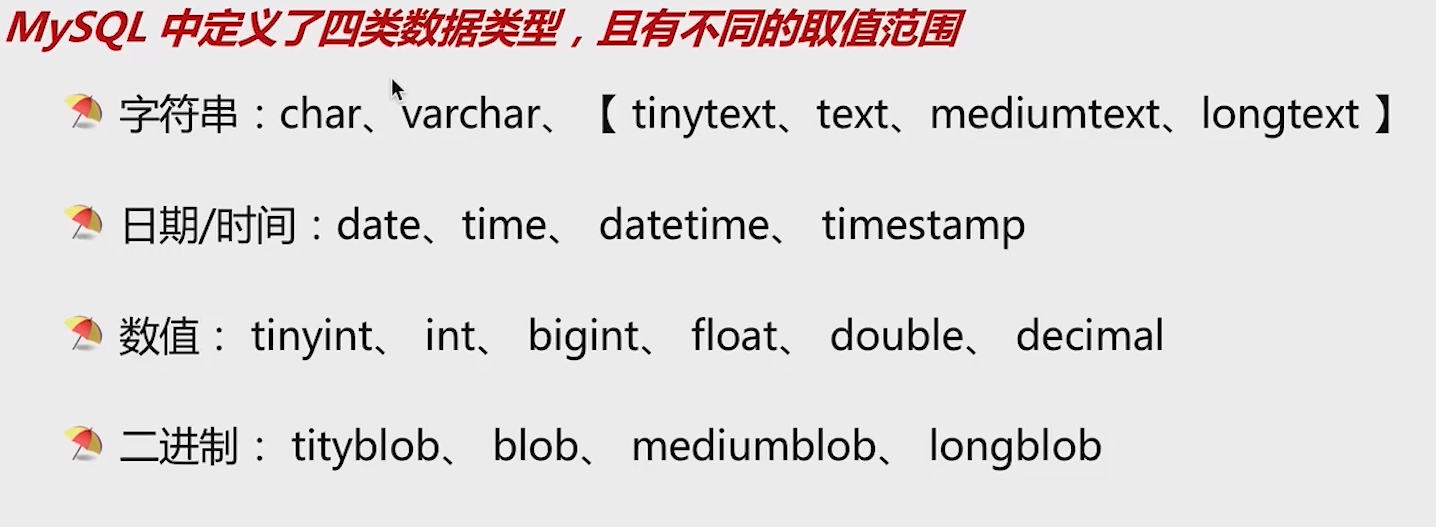 MySQL 中定义了四类数据类型，且有不同的取值范围
字符串：char、varchar、【 tinytext、text、mediumtext、longtext 】
日期/时间：date、time、 datetime、 timestamp
数值： tinyint、 int、 bigint、 float、 double、 decimal
二进制： tityblob、 blob、 mediumblob、 longblob